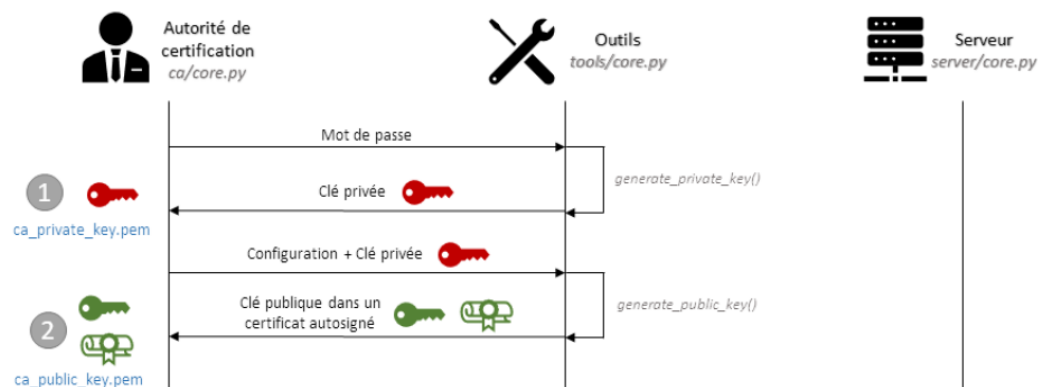 Autorité de
certification
ca/core.py
Outils
tools/core.py
Serveur
server/core.py
Mot de passe
generate_private_key()
1
Clé privée
ca_private_key.pem
Configuration + Clé privée
generate_public_key()
Clé publique dans un
certificat autosigné
2
ca_public_key.pem